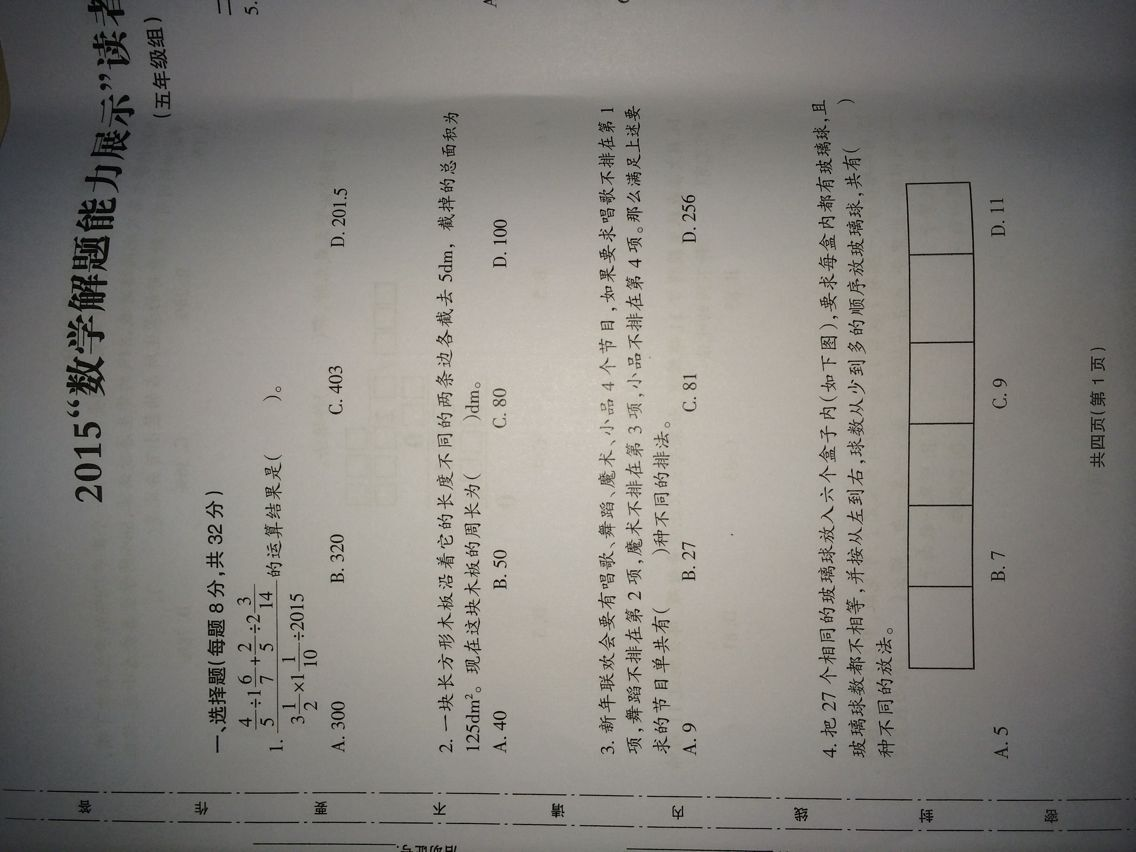 2015“数学解题能力展示”读者
(五年级组)
一、选择题(每题 8 分,共 32 分)
1. \frac{\frac{4}{5}÷1\frac{6}{7}+\frac{2}{5}÷2\frac{3}{14}}{3\frac{1}{2}×1\frac{1}{10}÷2015}的运算结果是( )。
A. 300 B. 320 C. 403 D. 201.5
2. 一块长方形木板沿着它的长度不同的两条边各截去 5dm, 截掉的总面积为
125dm²。现在这块木板的周长为( )dm。
A. 40 B. 50 C. 80 D. 100
3. 新年联欢会要有唱歌、舞蹈、魔术、小品 4 个节目,如果要求唱歌不排在第 1
项,舞蹈不排在第 2 项,魔术不排在第 3 项,小品不排在第 4 项。那么满足上述要
求的节目单共有( )种不同的排法。
A. 9 B. 27 C. 81 D. 256
4. 把 27 个相同的玻璃球放入六个盒子内(如下图),要求每盒内都有玻璃球,且
玻璃球数都不相等,并按从左到右,球数从少到多的顺序放玻璃球,共有( )
种不同的放法。
A. 5 B. 7 C. 9 D. 11
共四页(第 1 页)
5.